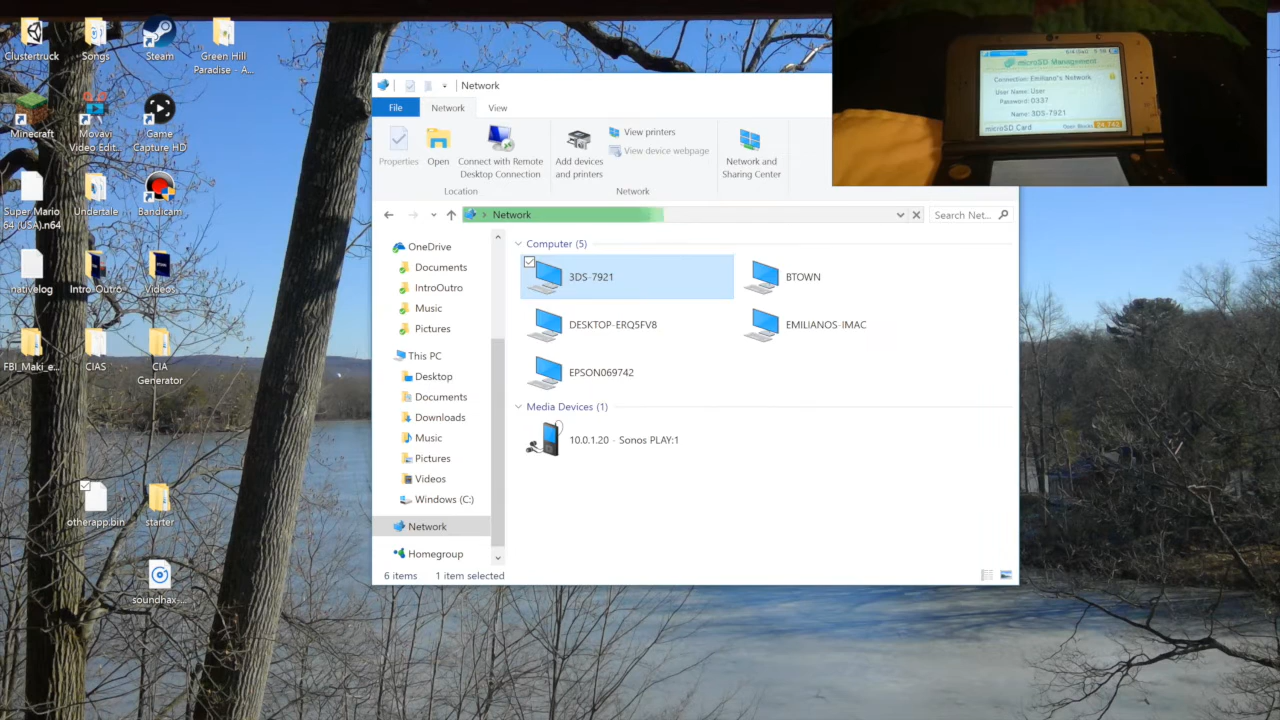 Clustertruck
Songs
Steam
Green Hill
Paradise - A...
Minecraft
Movavi
Video Edit...
Game
Capture HD
Super Mario
64 (USA).n64
Undertale
Bandicam
nativelog
Intro Outro
Videos
FBI_Maki_e...
CIAS
CIA
Generator
otherapp.bin
starter
soundhax-...
Network
File
Network
View
Properties
Open
Connect with Remote
Desktop Connection
Add devices
and printers
View printers
View device webpage
Network and
Sharing Center
Location
Network
Network
Search Net...
OneDrive
Documents
IntroOutro
Music
Pictures
This PC
Desktop
Documents
Downloads
Music
Pictures
Videos
Windows (C:)
Network
Homegroup
Computer (5)
3DS-7921
BTOWN
DESKTOP-ERQ5FV8
EMILIANOS-IMAC
EPSON069742
Media Devices (1)
10.0.1.20 - Sonos PLAY:1
6 items
1 item selected
microSD Management
Connection: Emiliano's Network
User Name: User
Password: 0337
Name: 3DS-7921
microSD Card
Open Blocks